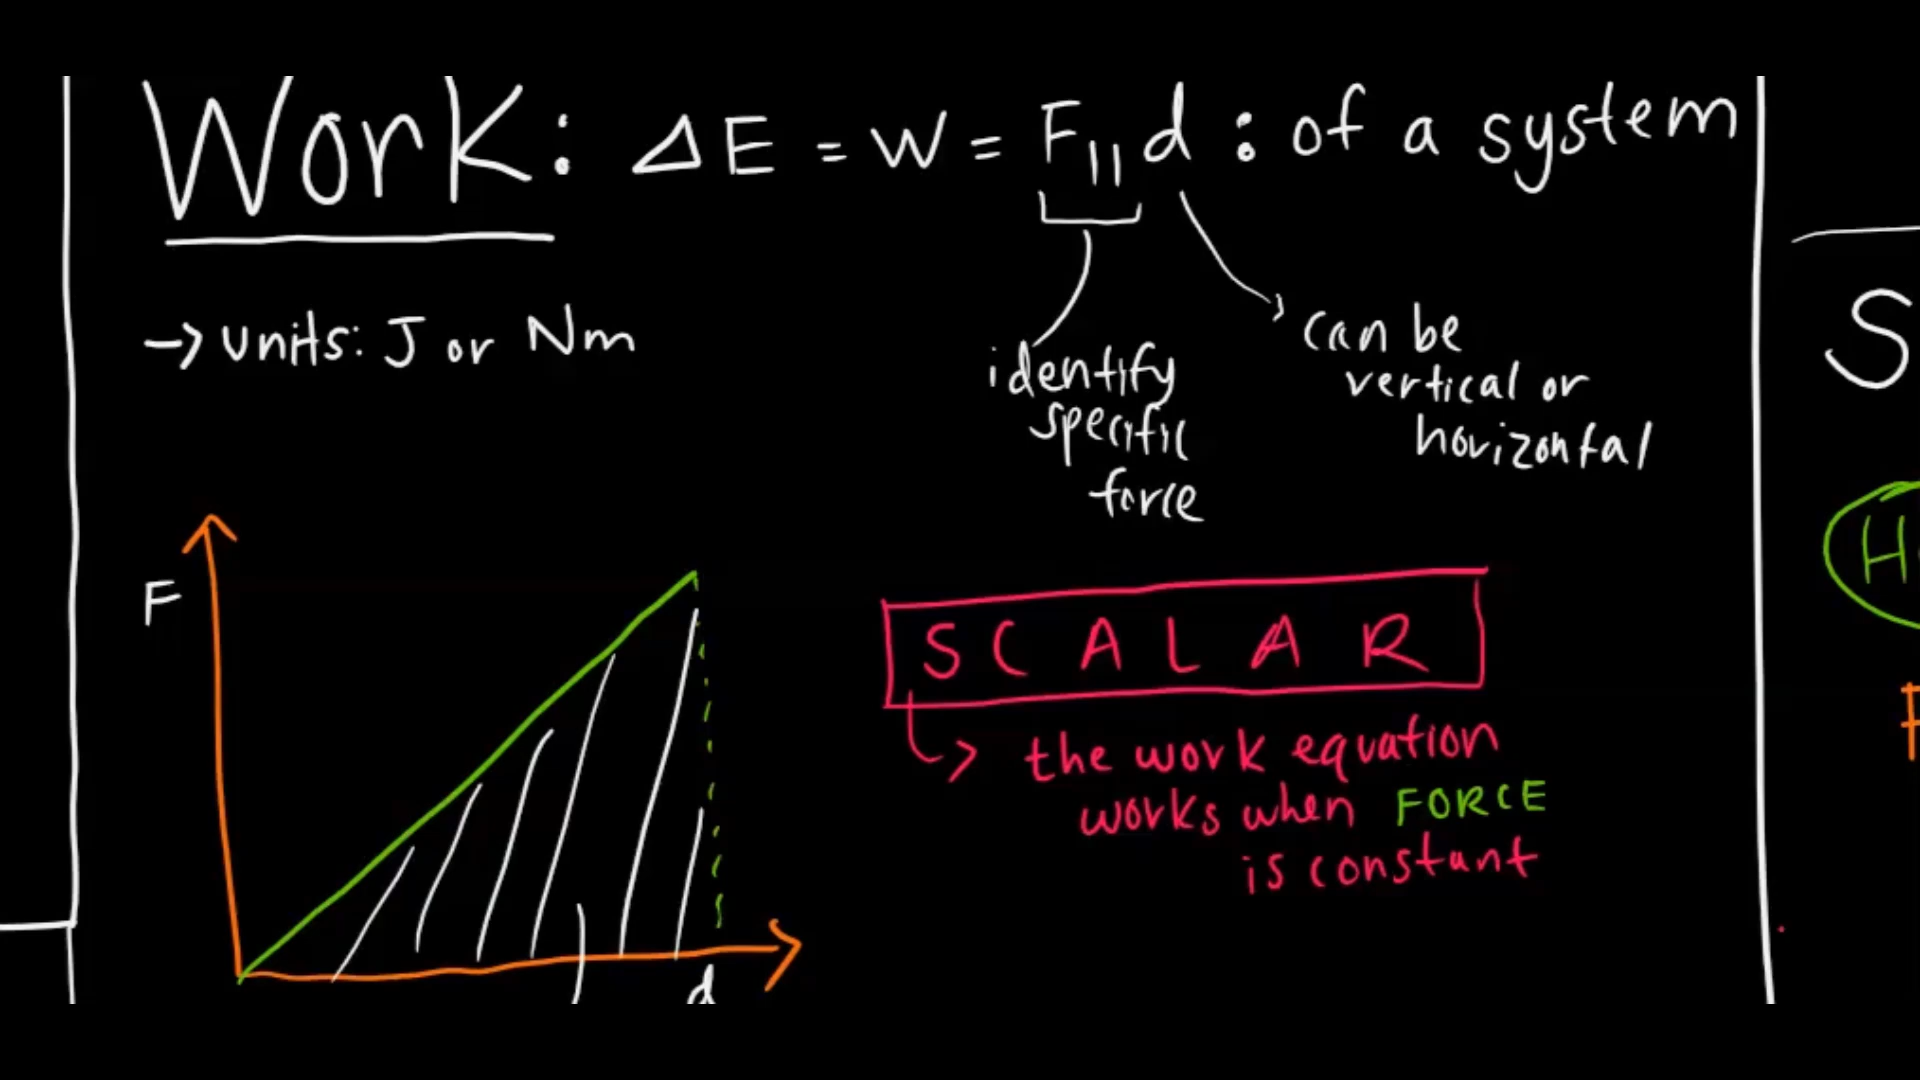 Work: ΔE = W = F|| d : of a system
→ units: J or Nm
identify
specific
force
can be
vertical or
horizontal
F
d
SCALAR
the work equation
works when FORCE
is constant
S
H